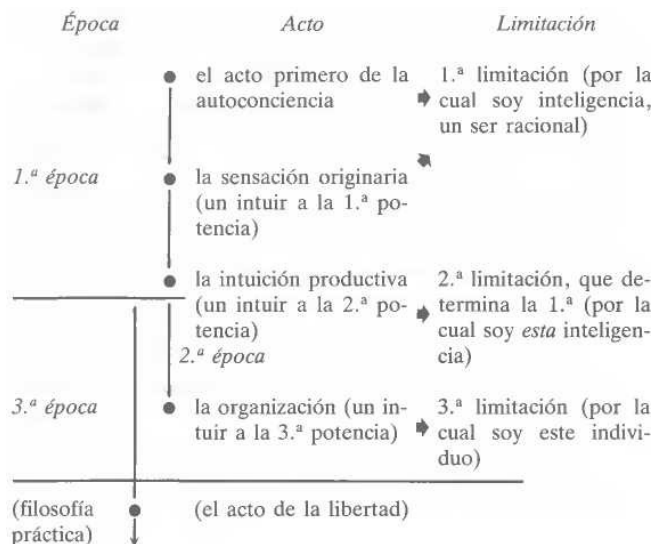 Época Acto Limitación
el acto primero de la
autoconciencia
1.ª limitación (por la
cual soy inteligencia,
un ser racional)
1.ª época
la sensación originaria
(un intuir a la 1.ª po-
tencia)
la intuición productiva
(un intuir a la 2.ª po-
tencia)
2.ª limitación, que de-
termina la 1.ª (por la
cual soy esta inteligen-
cia)
2.ª época
3.ª época
la organización (un in-
tuir a la 3.ª potencia)
3.ª limitación (por la
cual soy este indivi-
duo)
(filosofía
práctica)
(el acto de la libertad)